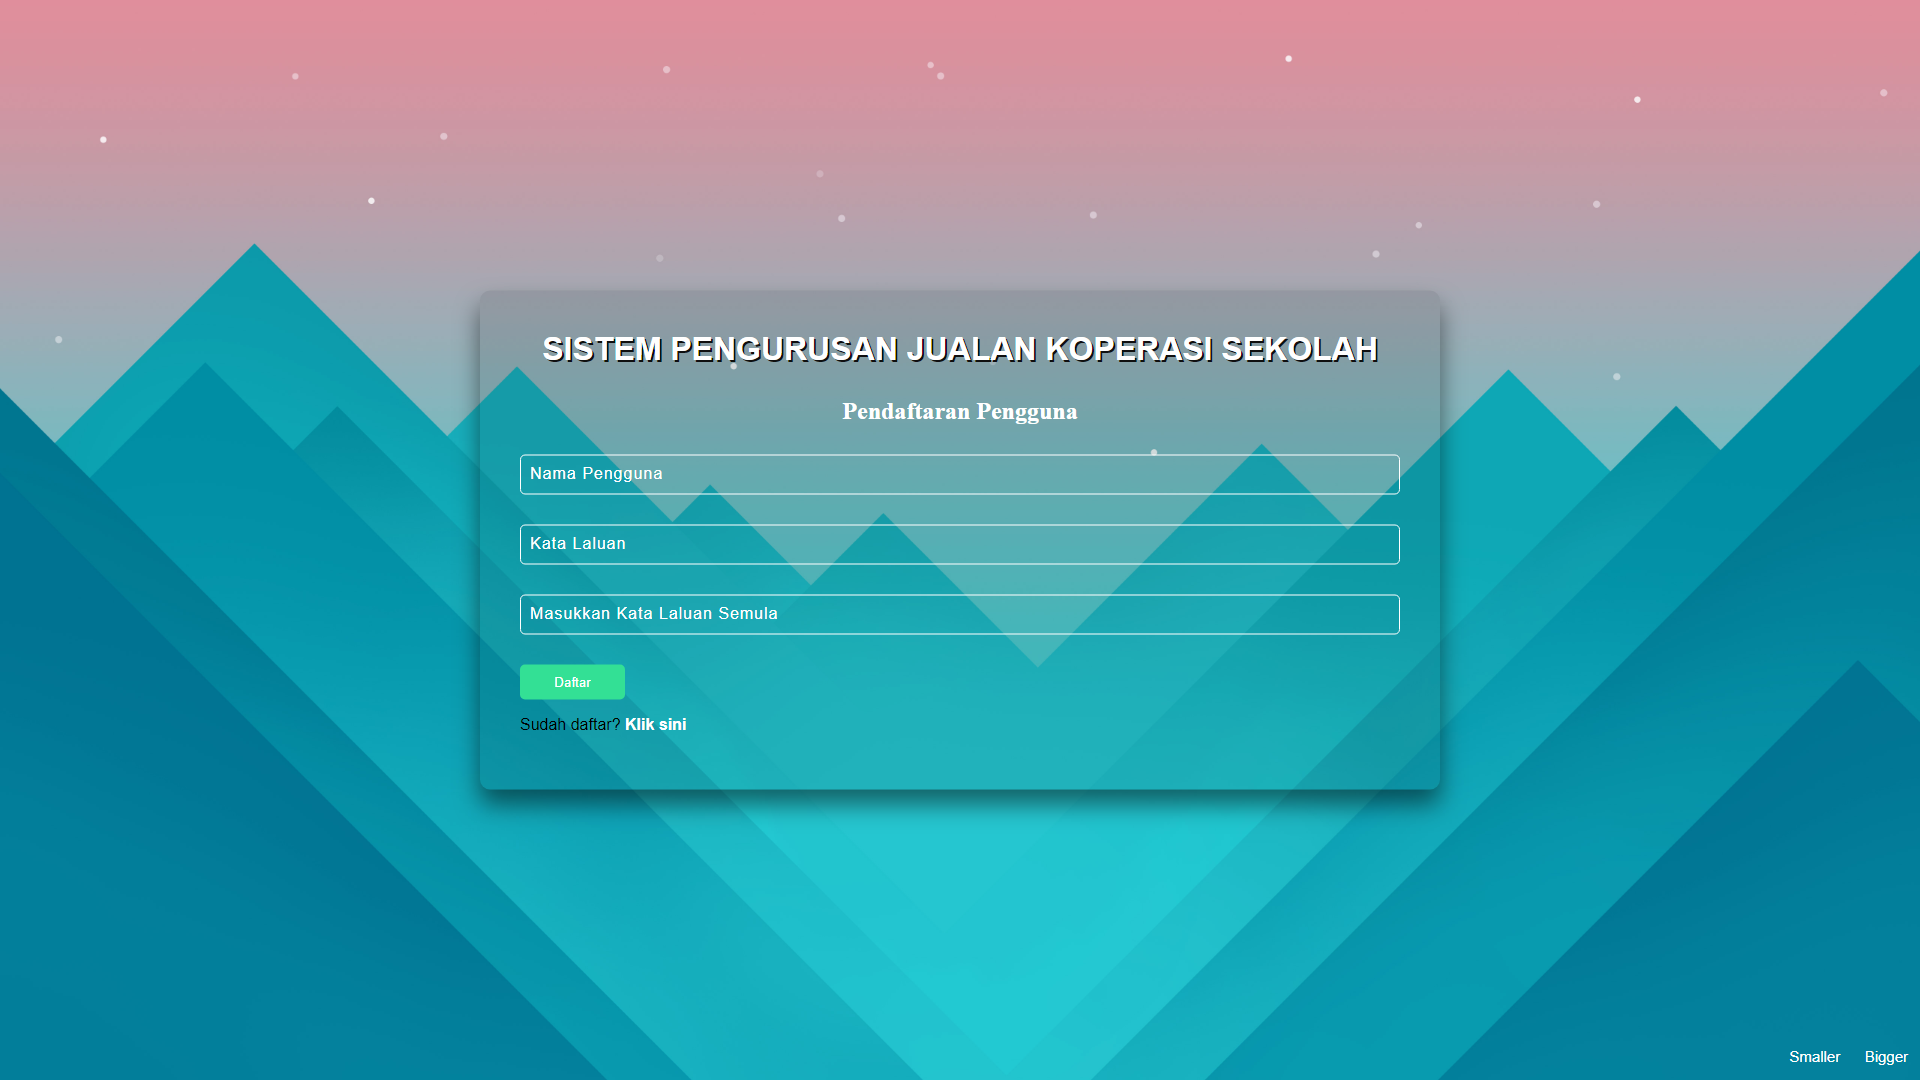 SISTEM PENGURUSAN JUALAN KOPERASI SEKOLAH
Pendaftaran Pengguna
Nama Pengguna
Kata Laluan
Masukkan Kata Laluan Semula
Daftar
Sudah daftar? Klik sini
Smaller Bigger